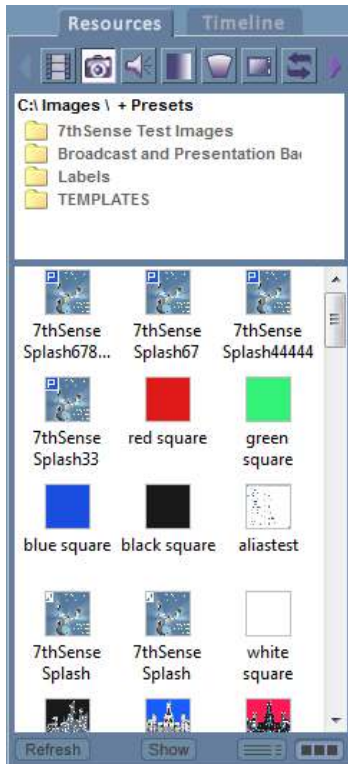 Resources Timeline
C:\ Images \ + Presets
7thSense Test Images
Broadcast and Presentation Ba
Labels
TEMPLATES
P P P
7thSense 7thSense 7thSense
Splash678... Splash67 Splash44444
P
7thSense red square green
Splash33 square
blue square black square aliastest
7thSense 7thSense white
Splash Splash square
Refresh Show